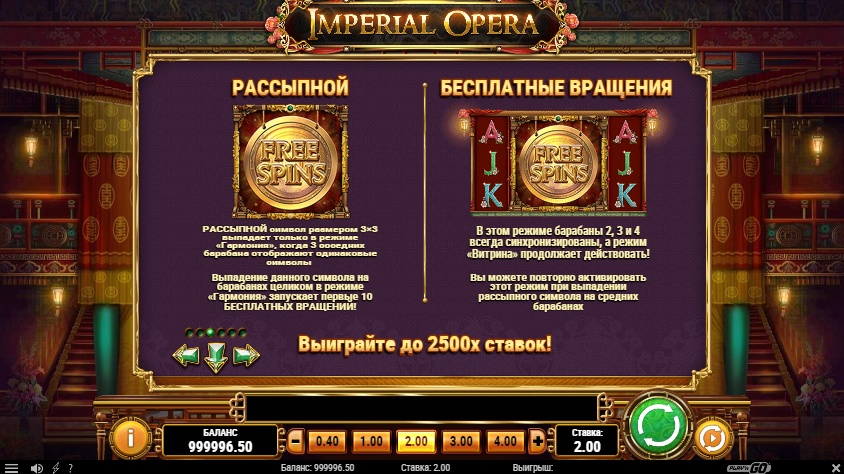 IMPERIAL OPERA
РАССЫПНОЙ
FREE
SPINS
РАССЫПНОЙ символ размером 3×3
выпадает только в режиме
«Гармония», когда 3 соседних
барабана отображают одинаковые
символы
Выпадение данного символа на
барабанах целиком в режиме
«Гармония» запускает первые 10
БЕСПЛАТНЫХ ВРАЩЕНИЙ!
БЕСПЛАТНЫЕ ВРАЩЕНИЯ
A A
FREE
J J
SPINS
K K
В этом режиме барабаны 2, 3 и 4
всегда синхронизированы, а режим
«Витрина» продолжает действовать!
Вы можете повторно активировать
этот режим при выпадении
рассыпного символа на средних
барабанах
Выиграйте до 2500x ставок!
i
БАЛАНС
999996.50
− 0.40 1.00 2.00 3.00 4.00 +
Ставка:
2.00
? Баланс: 999996.50 Ставка: 2.00 Выигрыш: PLAY'N GO